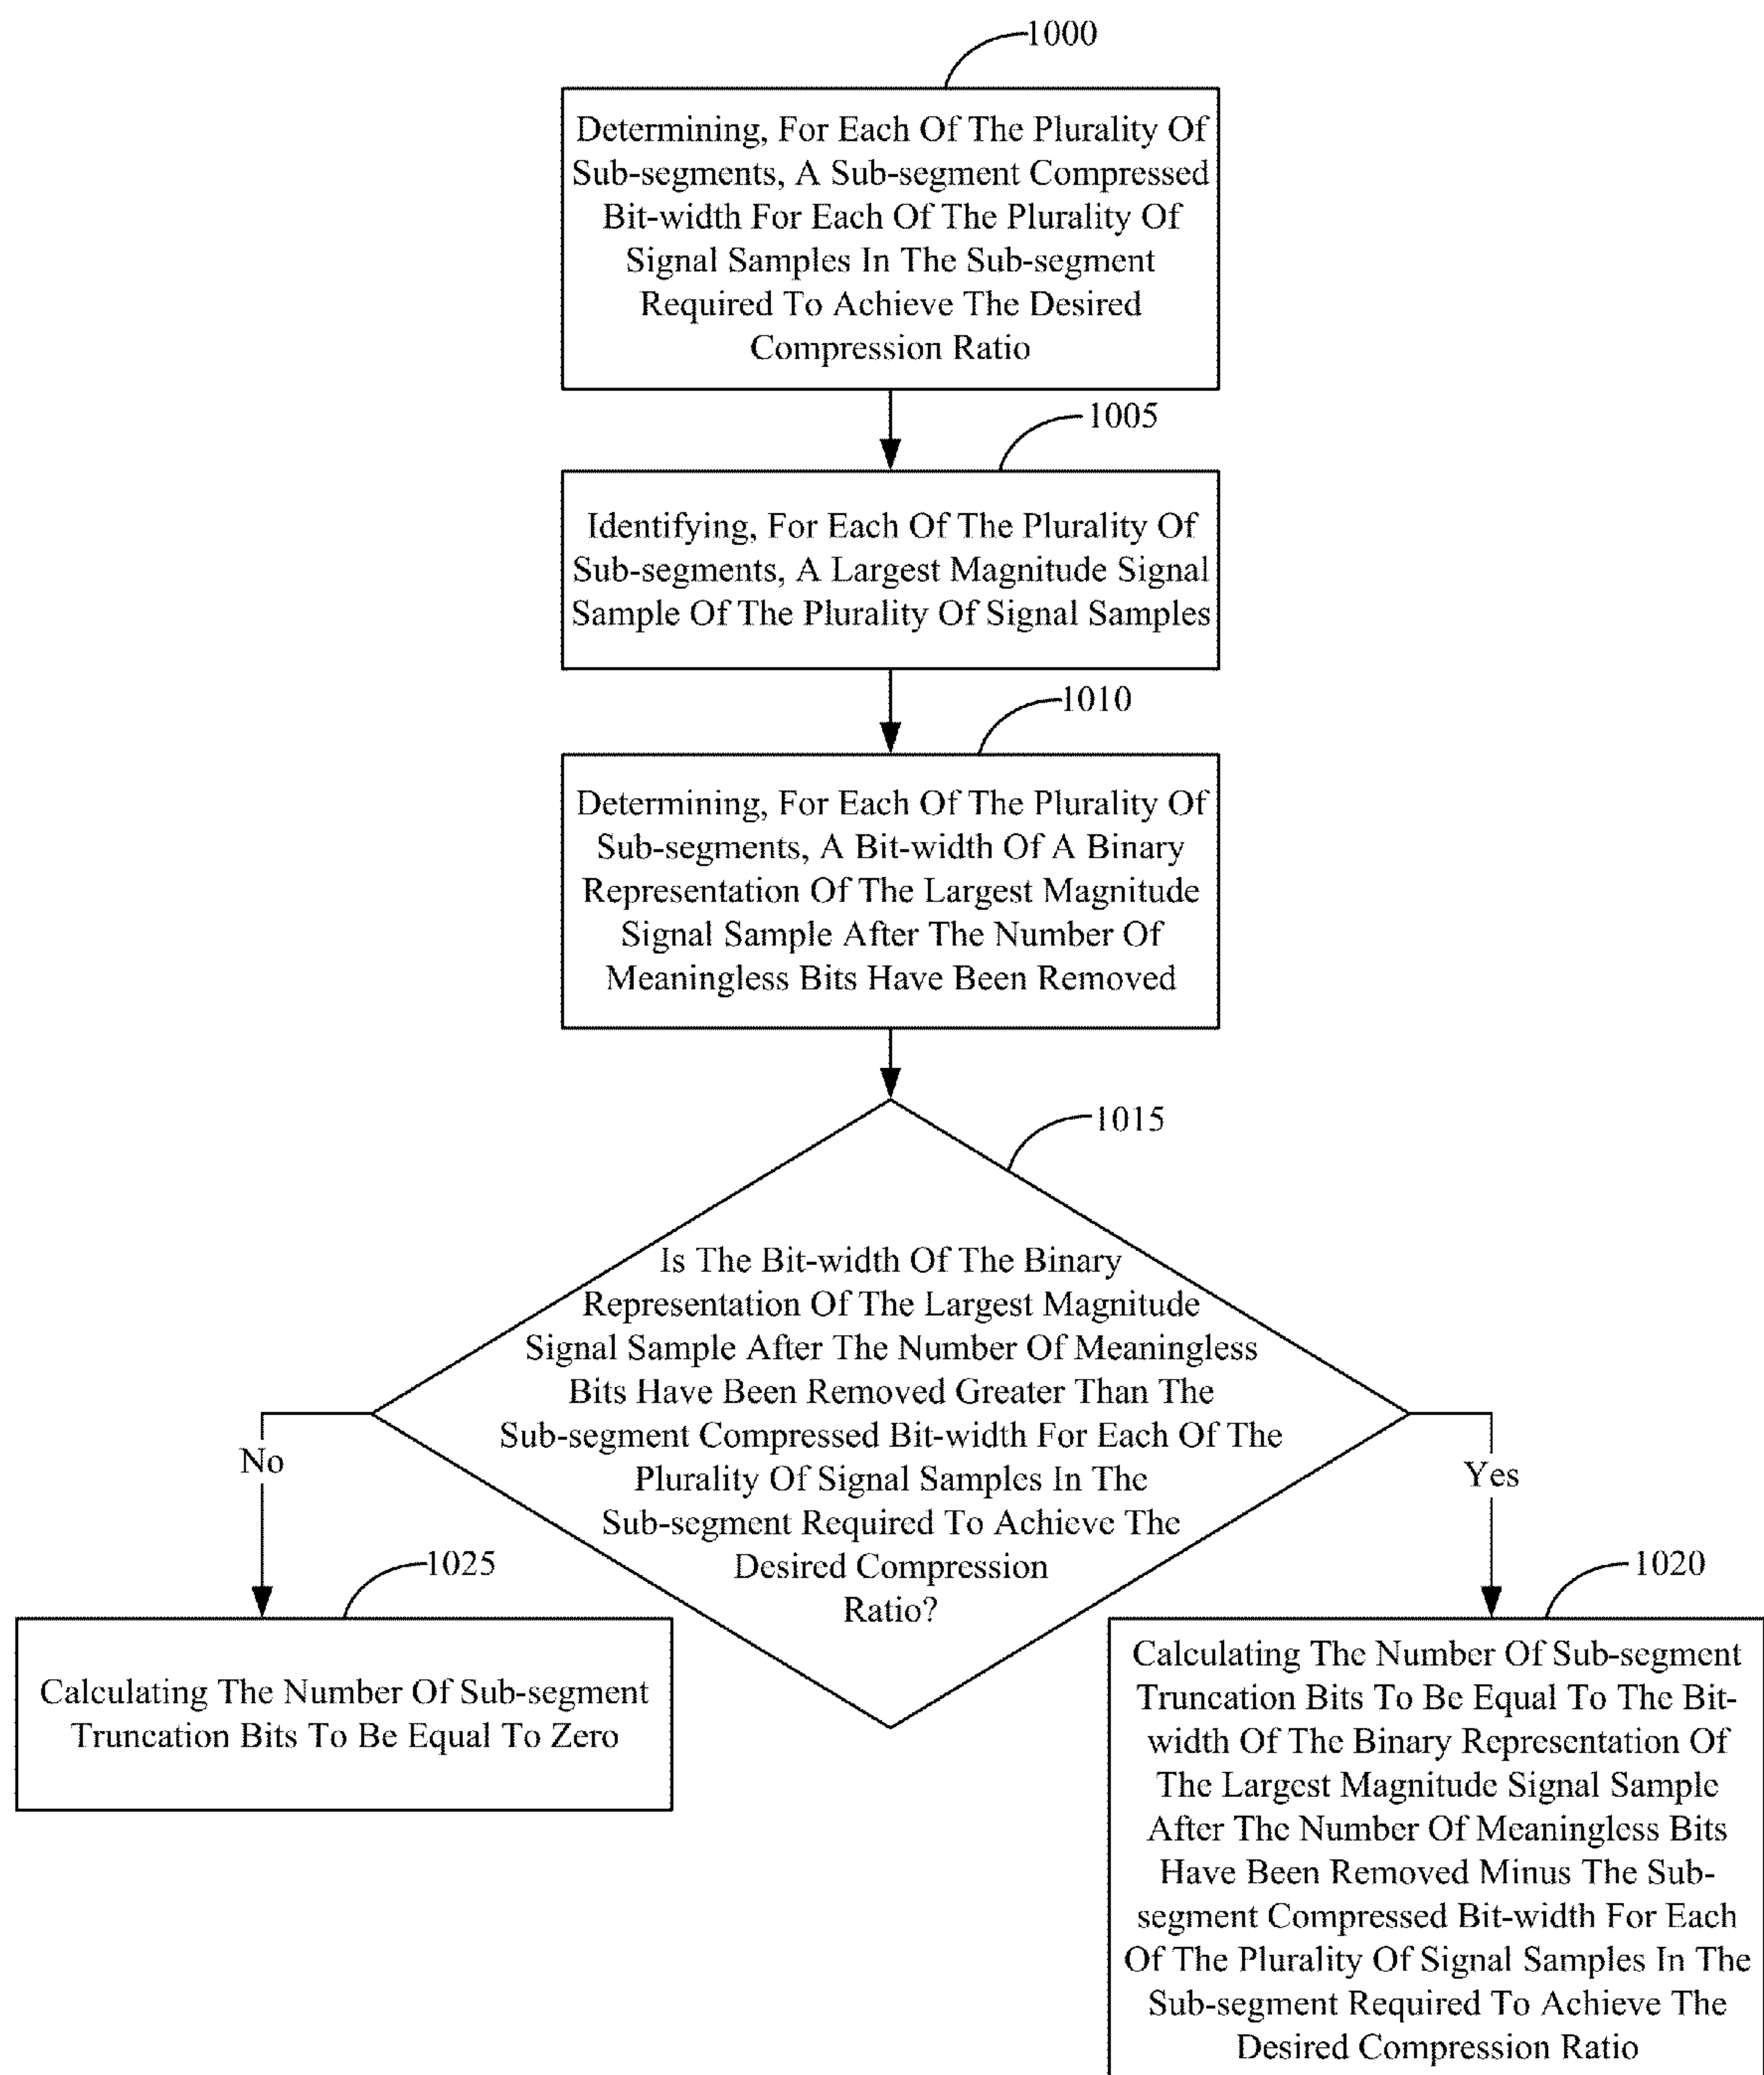 1000
Determining, For Each Of The Plurality Of
Sub-segments, A Sub-segment Compressed
Bit-width For Each Of The Plurality Of
Signal Samples In The Sub-segment
Required To Achieve The Desired
Compression Ratio
1005
Identifying, For Each Of The Plurality Of
Sub-segments, A Largest Magnitude Signal
Sample Of The Plurality Of Signal Samples
1010
Determining, For Each Of The Plurality Of
Sub-segments, A Bit-width Of A Binary
Representation Of The Largest Magnitude
Signal Sample After The Number Of
Meaningless Bits Have Been Removed
1015
Is The Bit-width Of The Binary
Representation Of The Largest Magnitude
Signal Sample After The Number Of Meaningless
Bits Have Been Removed Greater Than The
Sub-segment Compressed Bit-width For Each Of The
Plurality Of Signal Samples In The
Sub-segment Required To Achieve The
Desired Compression
Ratio?
No
Yes
1025
Calculating The Number Of Sub-segment
Truncation Bits To Be Equal To Zero
1020
Calculating The Number Of Sub-segment
Truncation Bits To Be Equal To The Bit-
width Of The Binary Representation Of
The Largest Magnitude Signal Sample
After The Number Of Meaningless Bits
Have Been Removed Minus The Sub-
segment Compressed Bit-width For Each
Of The Plurality Of Signal Samples In The
Sub-segment Required To Achieve The
Desired Compression Ratio